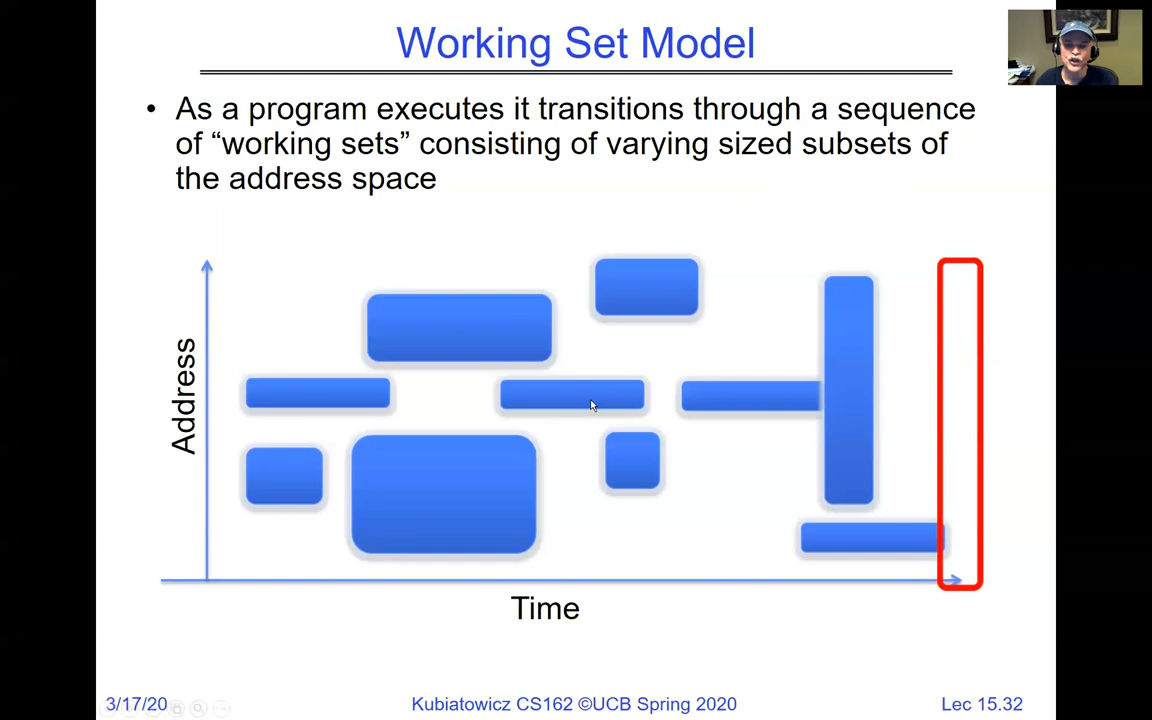 Working Set Model
• As a program executes it transitions through a sequence
of “working sets” consisting of varying sized subsets of
the address space
Address
Time
3/17/20
Kubiatowicz CS162 ©UCB Spring 2020
Lec 15.32